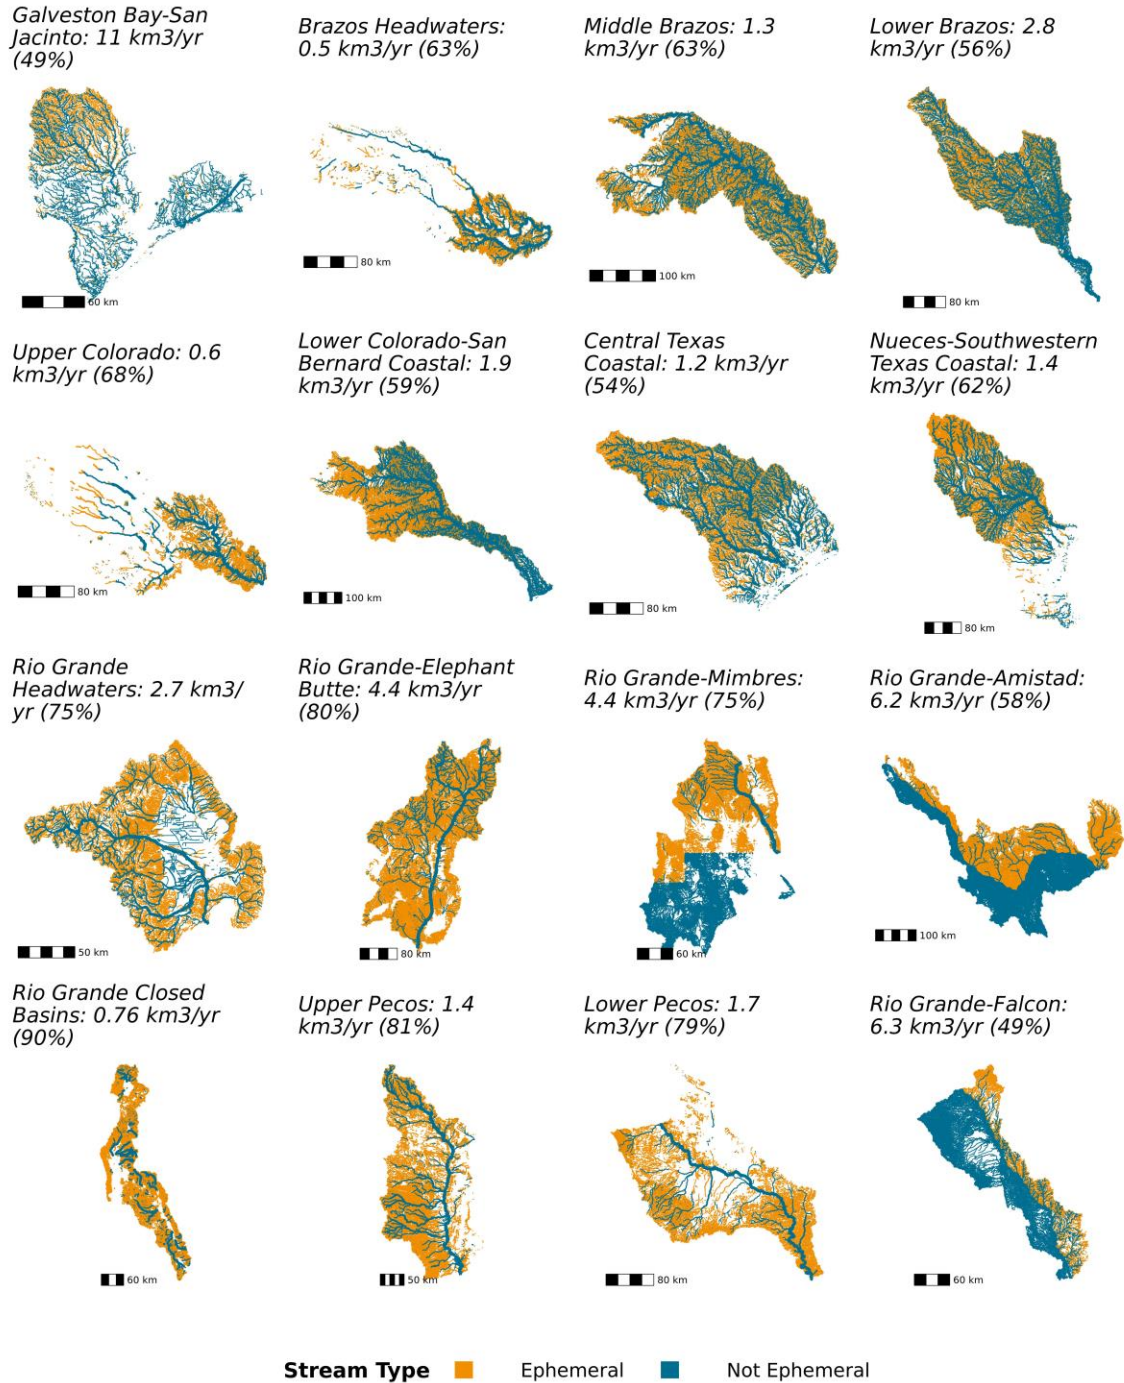 Galveston Bay-San
Jacinto: 11 km3/yr
(49%)
Brazos Headwaters:
0.5 km3/yr (63%)
Middle Brazos: 1.3
km3/yr (63%)
Lower Brazos: 2.8
km3/yr (56%)
60 km
80 km
100 km
80 km
Upper Colorado: 0.6
km3/yr (68%)
Lower Colorado-San
Bernard Coastal: 1.9
km3/yr (59%)
Central Texas
Coastal: 1.2 km3/yr
(54%)
Nueces-Southwestern
Texas Coastal: 1.4
km3/yr (62%)
80 km
100 km
80 km
80 km
Rio Grande
Headwaters: 2.7 km3/
yr (75%)
Rio Grande-Elephant
Butte: 4.4 km3/yr
(80%)
Rio Grande-Mimbres:
4.4 km3/yr (75%)
Rio Grande-Amistad:
6.2 km3/yr (58%)
50 km
80 km
60 km
100 km
Rio Grande Closed
Basins: 0.76 km3/yr
(90%)
Upper Pecos: 1.4
km3/yr (81%)
Lower Pecos: 1.7
km3/yr (79%)
Rio Grande-Falcon:
6.3 km3/yr (49%)
60 km
50 km
80 km
60 km
Stream Type Ephemeral Not Ephemeral